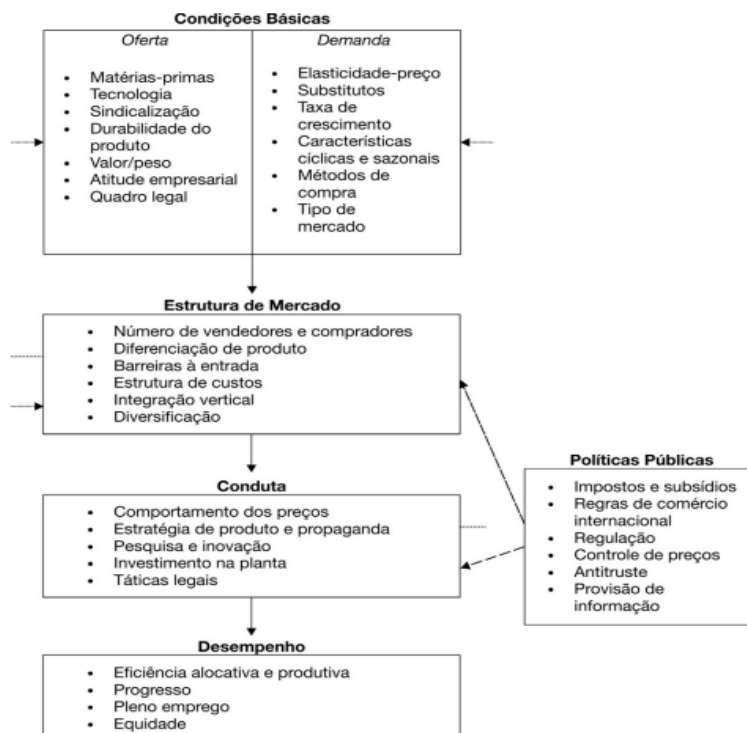 Condições Básicas
Oferta
Matérias-primas
Tecnologia
Sindicalização
Durabilidade do
produto
Valor/peso
Atitude empresarial
Quadro legal
Demanda
Elasticidade-preço
Substitutos
Taxa de
crescimento
Características
cíclicas e sazonais
Métodos de
compra
Tipo de
mercado
Estrutura de Mercado
Número de vendedores e compradores
Diferenciação de produto
Barreiras à entrada
Estrutura de custos
Integração vertical
Diversificação
Conduta
Comportamento dos preços
Estratégia de produto e propaganda
Pesquisa e inovação
Investimento na planta
Táticas legais
Políticas Públicas
Impostos e subsídios
Regras de comércio
internacional
Regulação
Controle de preços
Antitruste
Provisão de
informação
Desempenho
Eficiência alocativa e produtiva
Progresso
Pleno emprego
Equidade